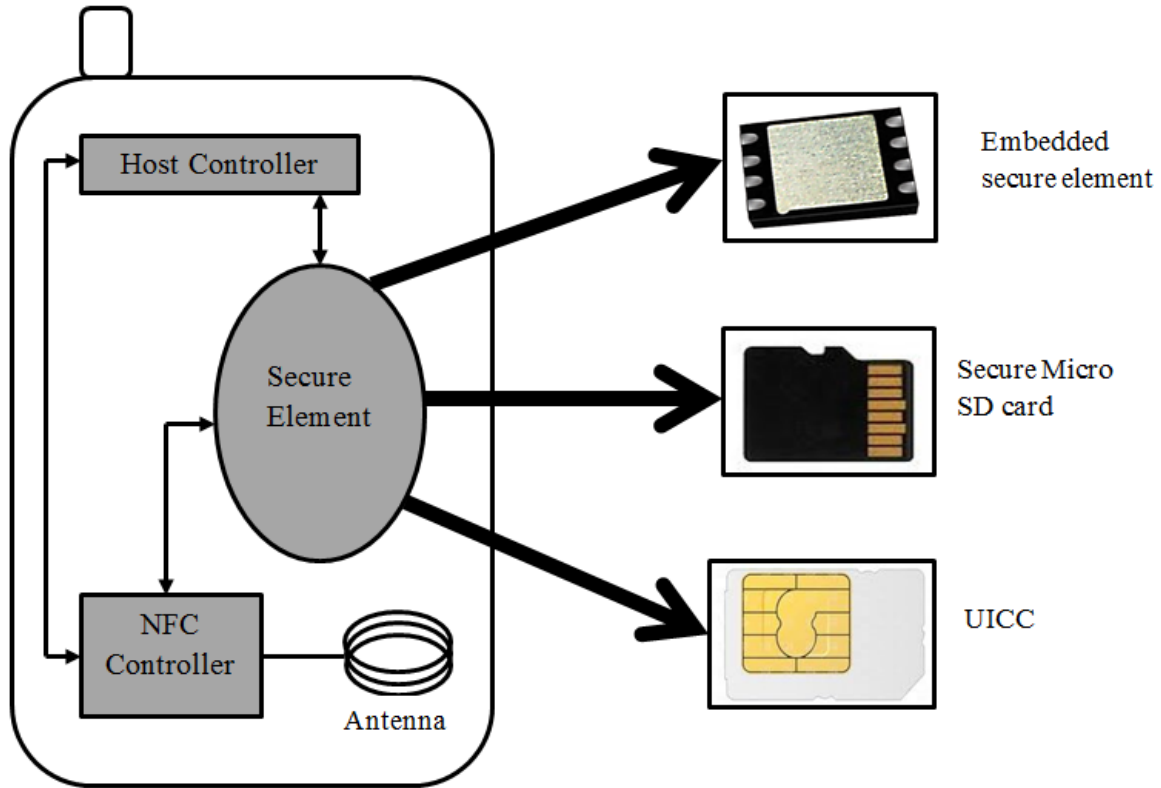 Host Controller
Secure
Element
NFC
Controller
Antenna
Embedded
secure element
Secure Micro
SD card
UICC